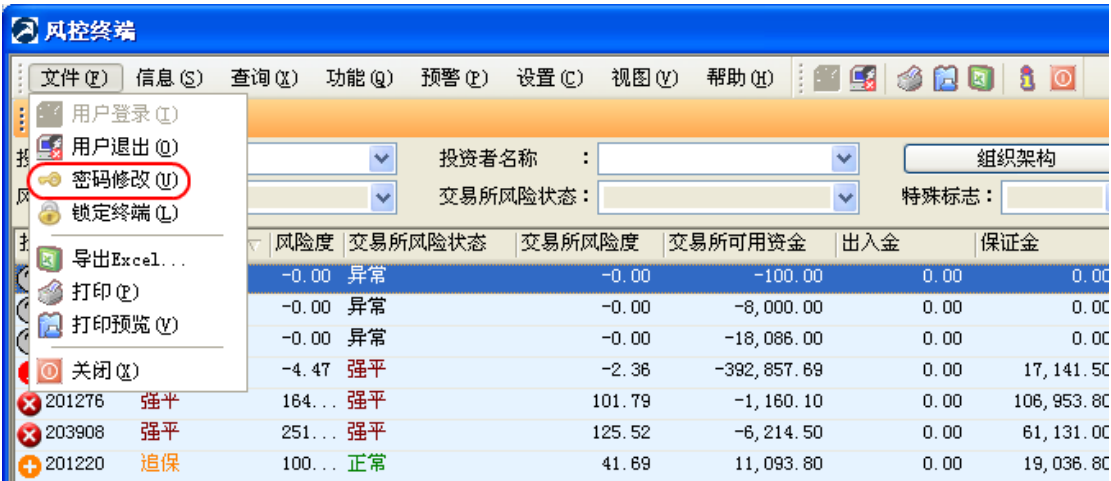 风控终端
文件(F) 信息(S) 查询(X) 功能(Q) 预警(P) 设置(C) 视图(V) 帮助(H)
用户登录(I)
用户退出(O)
密码修改(U)
锁定终端(L)
导出Excel...
打印(P)
打印预览(V)
关闭(X)
投资者名称 : 组织架构
交易所风险状态: 特殊标志:
风险度 交易所风险状态 交易所风险度 交易所可用资金 出入金 保证金
-0.00 异常 -0.00 -100.00 0.00 0.00
-0.00 异常 -0.00 -8,000.00 0.00 0.00
-0.00 异常 -0.00 -18,086.00 0.00 0.00
-4.47 强平 -2.36 -392,857.69 0.00 17,141.50
201276 强平 164... 强平 101.79 -1,160.10 0.00 106,953.80
203908 强平 251... 强平 125.52 -6,214.50 0.00 61,131.00
201220 追保 100... 正常 41.69 11,093.80 0.00 19,036.80